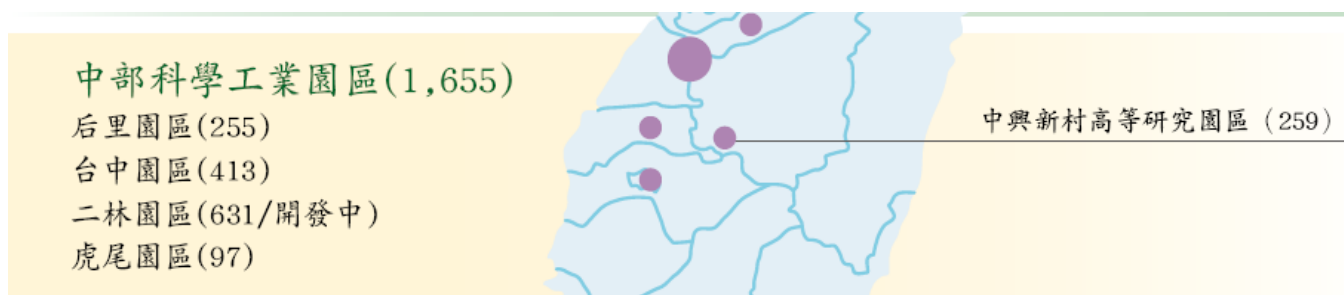 中部科學工業園區(1,655)
后里園區(255)
台中園區(413)
二林園區(631/開發中)
虎尾園區(97)
中興新村高等研究園區（259）